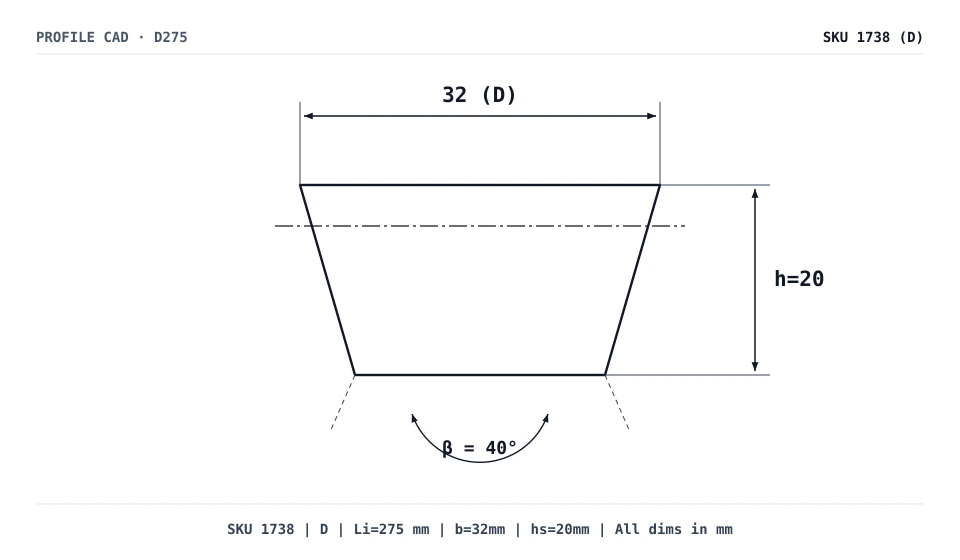 PROFILE CAD · D275
SKU 1738 (D)
32 (D)
h=20
β = 40°
SKU 1738 | D | Li=275 mm | b=32mm | hs=20mm | All dims in mm